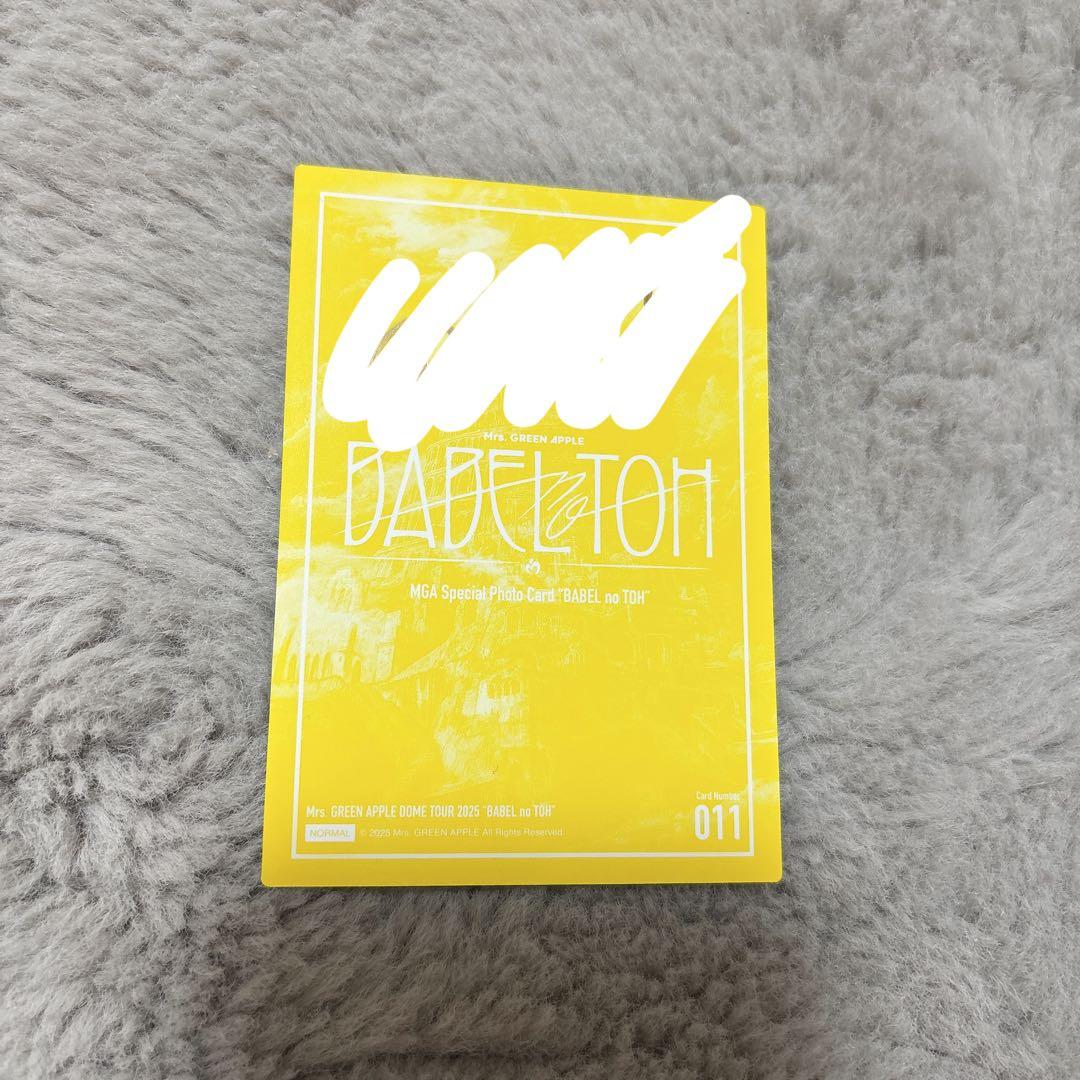 Mrs. GREEN APPLE
BABEL no TOH
MGA Special Photo Card "BABEL no TOH"
Mrs. GREEN APPLE DOME TOUR 2025 "BABEL no TOH"
NORMAL © 2025 Mrs. GREEN APPLE All Rights Reserved.
Card Number
011